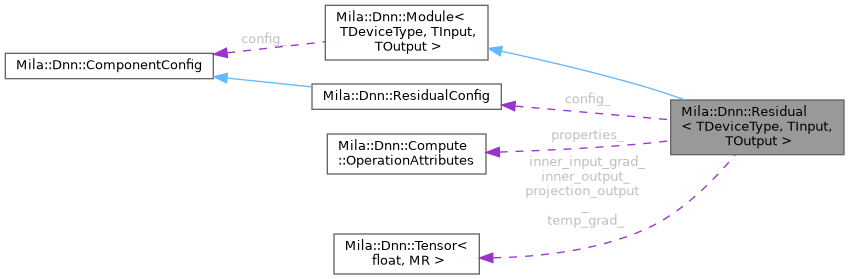 Mila::Dnn::Module<
TDeviceType, TInput,
TOutput >
config
Mila::Dnn::ComponentConfig
Mila::Dnn::ResidualConfig
config_
Mila::Dnn::Residual
< TDeviceType, TInput,
TOutput >
properties_
Mila::Dnn::Compute
::OperationAttributes
inner_input_grad_
inner_output_
projection_output
_
temp_grad_
Mila::Dnn::Tensor<
float, MR >